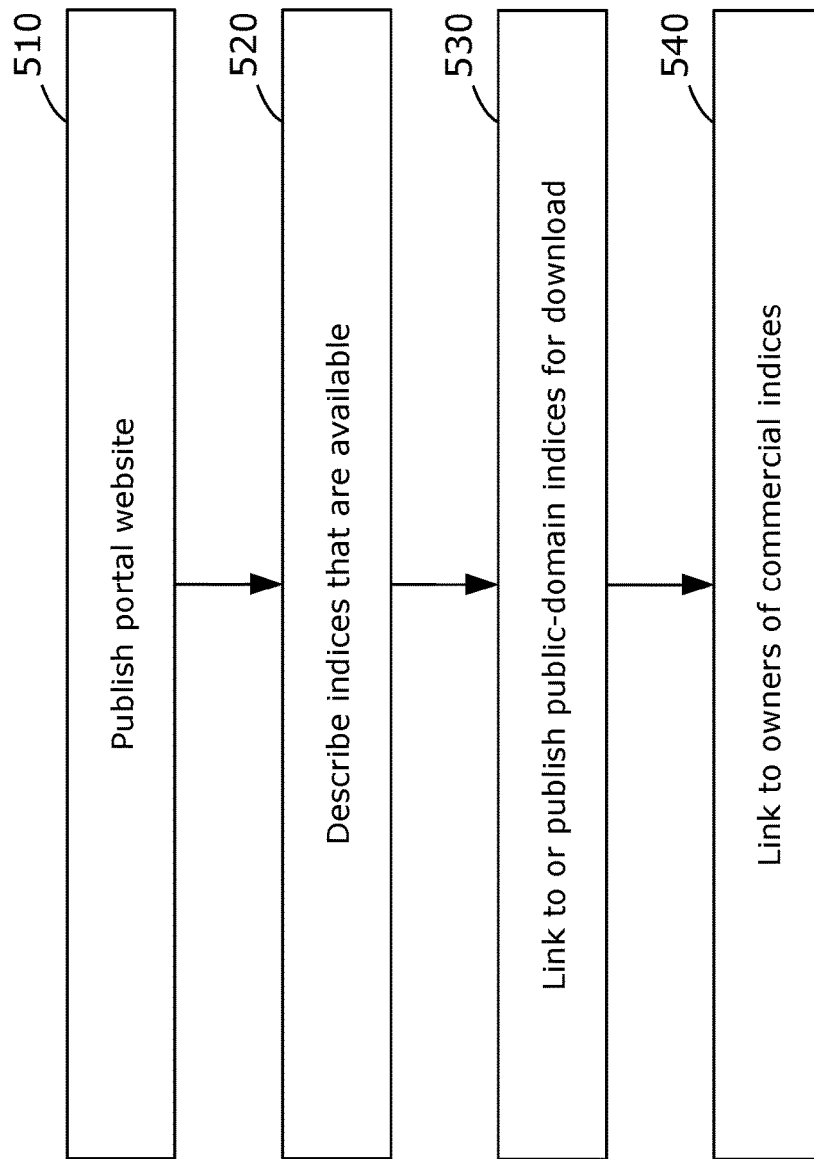 510
Publish portal website
520
Describe indices that are available
530
Link to or publish public-domain indices for download
540
Link to owners of commercial indices